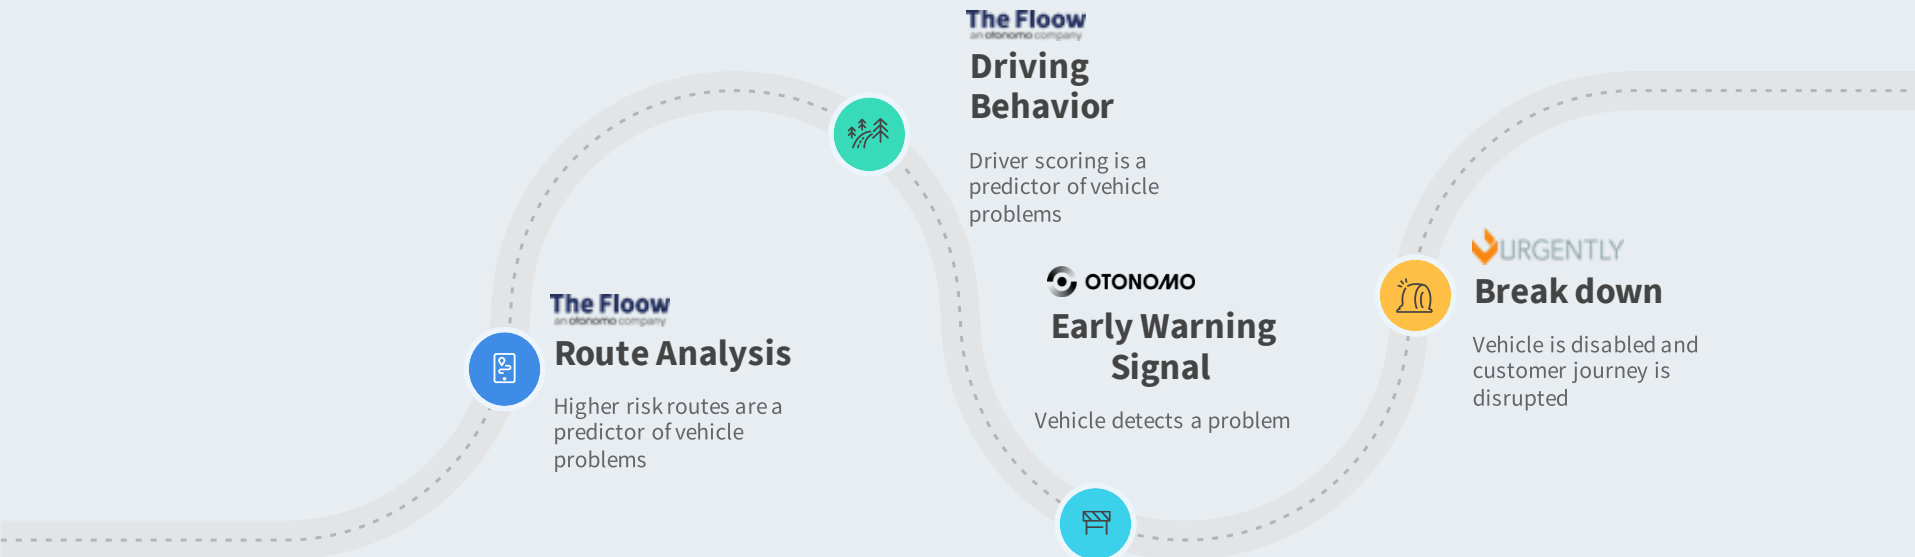 The Floow
an otonomo company
Route Analysis
Higher risk routes are a
predictor of vehicle
problems
The Floow
an otonomo company
Driving
Behavior
Driver scoring is a
predictor of vehicle
problems
OTONOMO
Early Warning
Signal
Vehicle detects a problem
URGENTLY
Break down
Vehicle is disabled and
customer journey is
disrupted